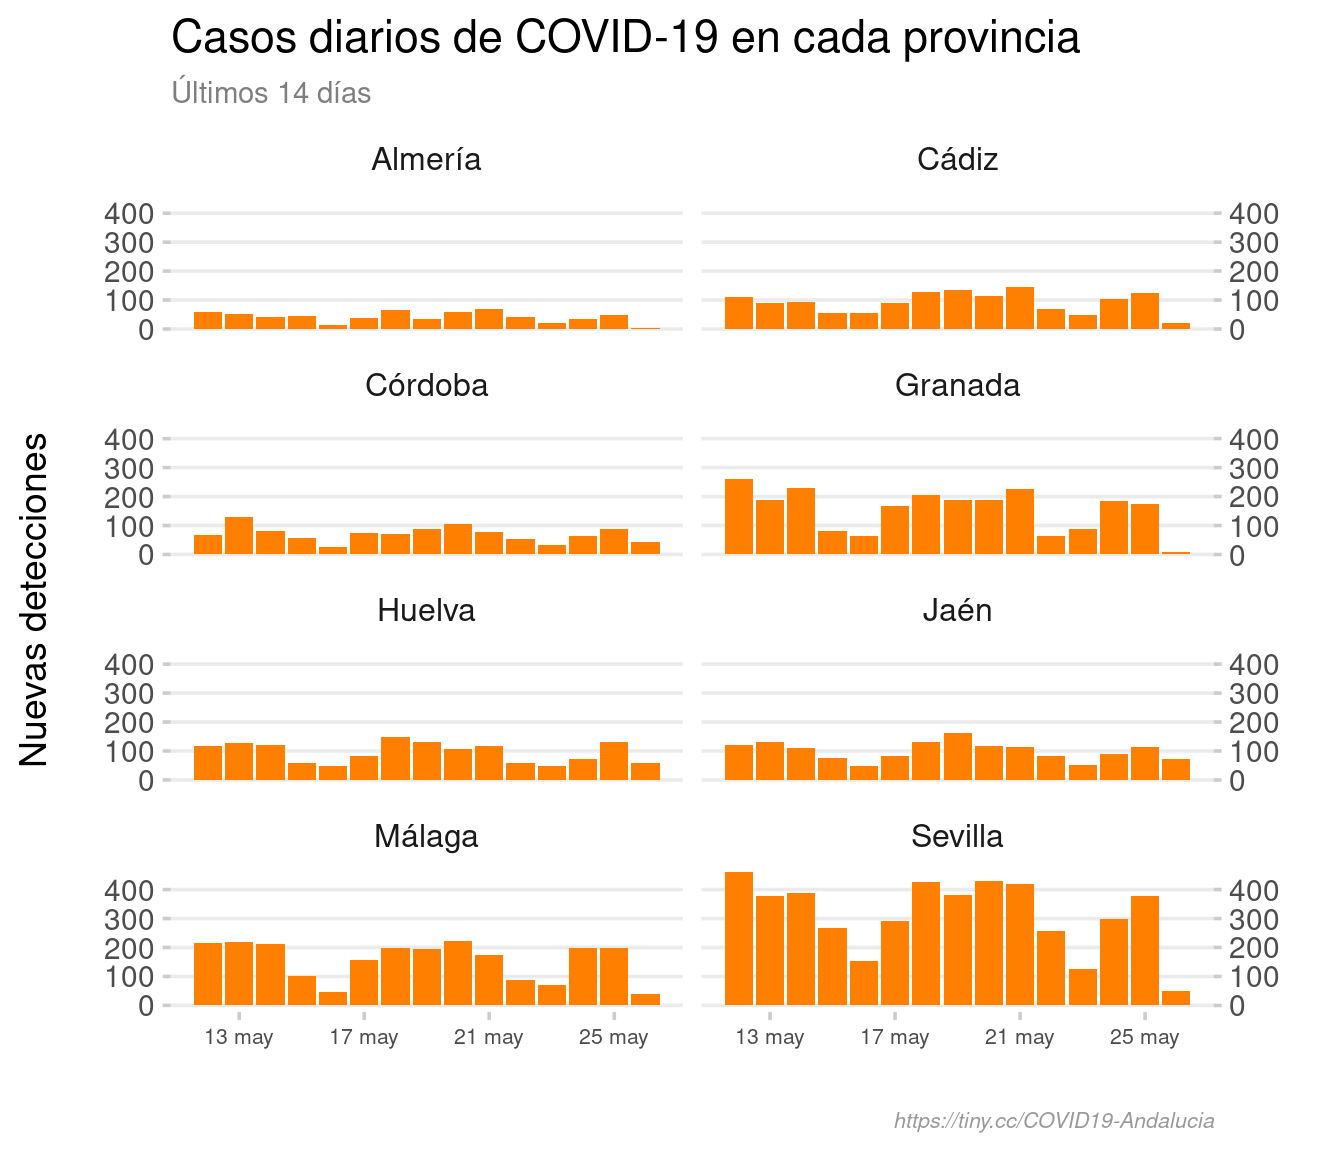 Casos diarios de COVID-19 en cada provincia
Últimos 14 días
Almería
Cádiz
400
300
200
100
0
400
300
200
100
0
Córdoba
Granada
400
300
200
100
0
400
300
200
100
0
Nuevas detecciones
Huelva
Jaén
400
300
200
100
0
400
300
200
100
0
Málaga
Sevilla
400
300
200
100
0
400
300
200
100
0
13 may 17 may 21 may 25 may
13 may 17 may 21 may 25 may
https://tiny.cc/COVID19-Andalucia